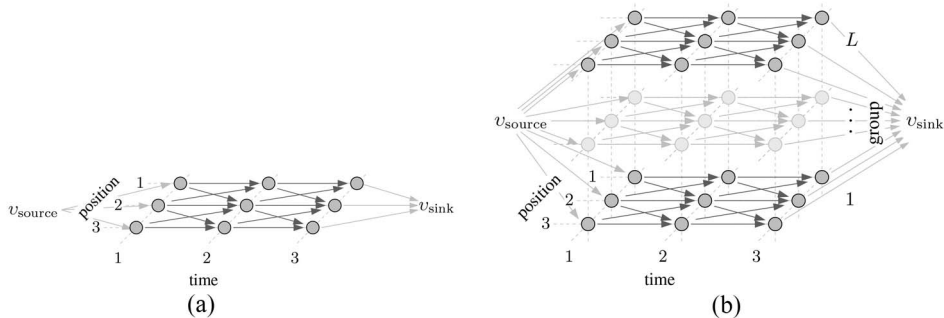 v_source
position
1
2
3
1
2
3
time
v_sink
(a)
v_source
position
1
2
3
1
2
3
time
L
group
1
v_sink
(b)